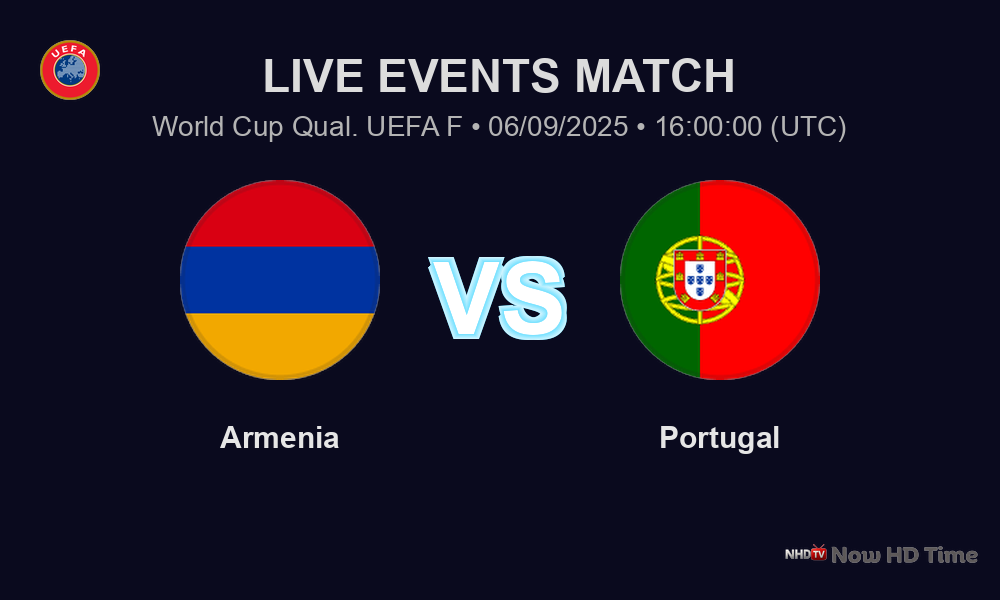 UEFA
LIVE EVENTS MATCH
World Cup Qual. UEFA F • 06/09/2025 • 16:00:00 (UTC)
VS
Armenia
Portugal
NHDTV Now HD Time